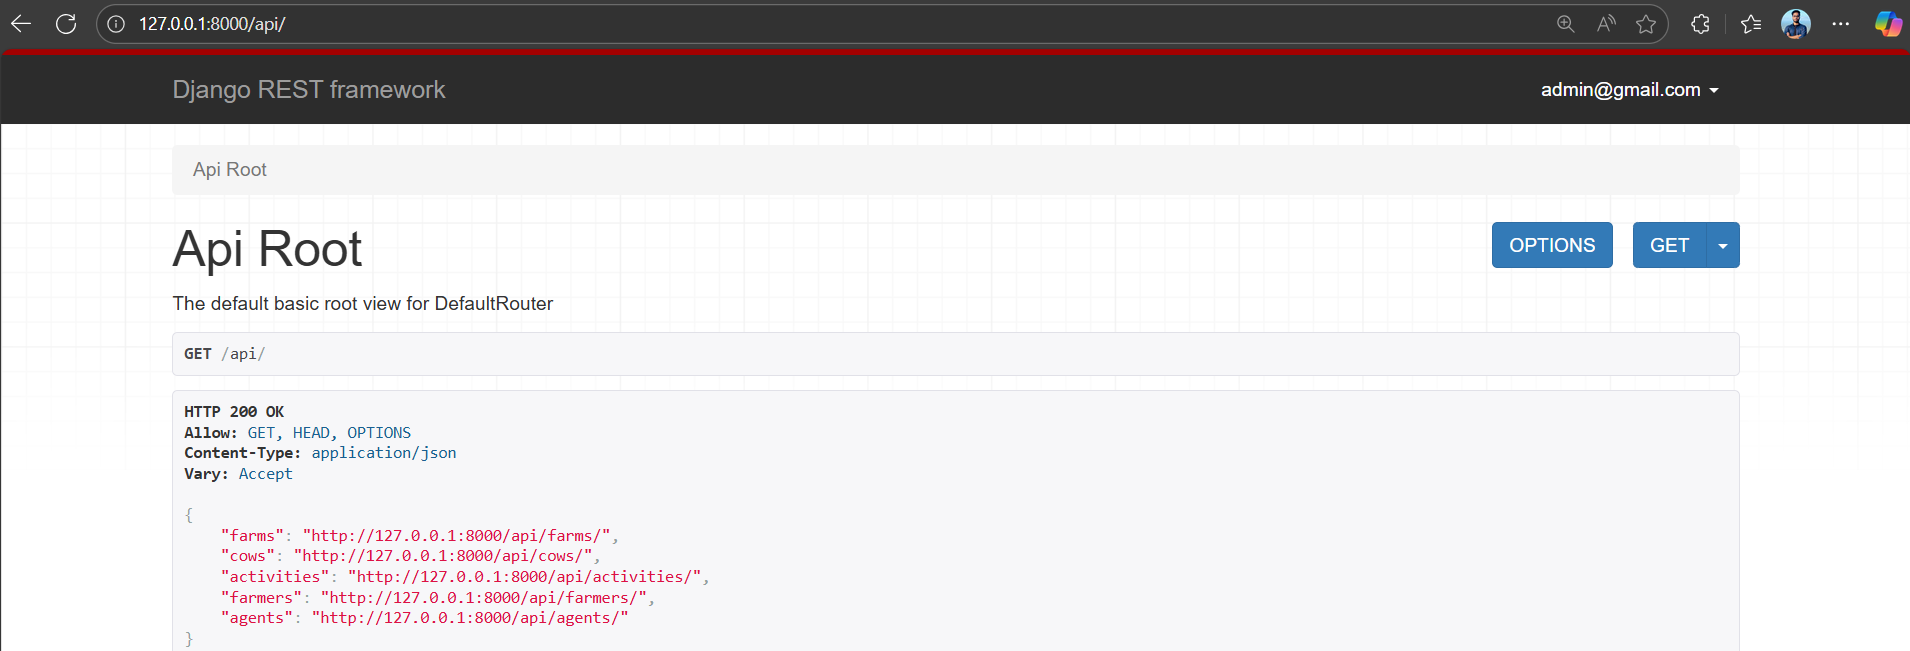 127.0.0.1:8000/api/
Django REST framework
admin@gmail.com
Api Root
Api Root
OPTIONS
GET
The default basic root view for DefaultRouter
GET /api/
HTTP 200 OK
Allow: GET, HEAD, OPTIONS
Content-Type: application/json
Vary: Accept
{
    "farms": "http://127.0.0.1:8000/api/farms/",
    "cows": "http://127.0.0.1:8000/api/cows/",
    "activities": "http://127.0.0.1:8000/api/activities/",
    "farmers": "http://127.0.0.1:8000/api/farmers/",
    "agents": "http://127.0.0.1:8000/api/agents/"
}